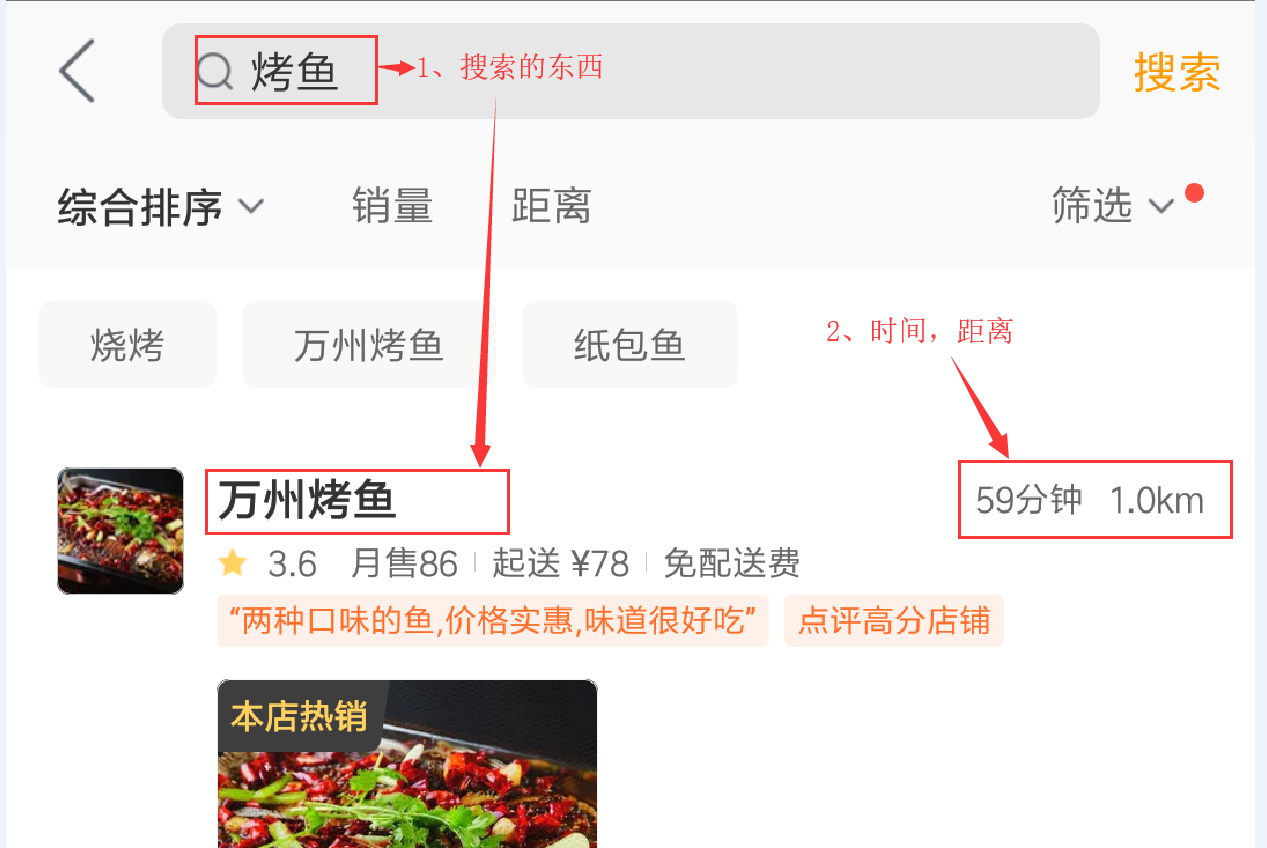 烤鱼 1、搜索的东西 搜索
综合排序 销量 距离 筛选
烧烤 万州烤鱼 纸包鱼
2、时间，距离
万州烤鱼 59分钟 1.0km
3.6 月售86 起送 ¥78 免配送费
“两种口味的鱼,价格实惠,味道很好吃” 点评高分店铺
本店热销